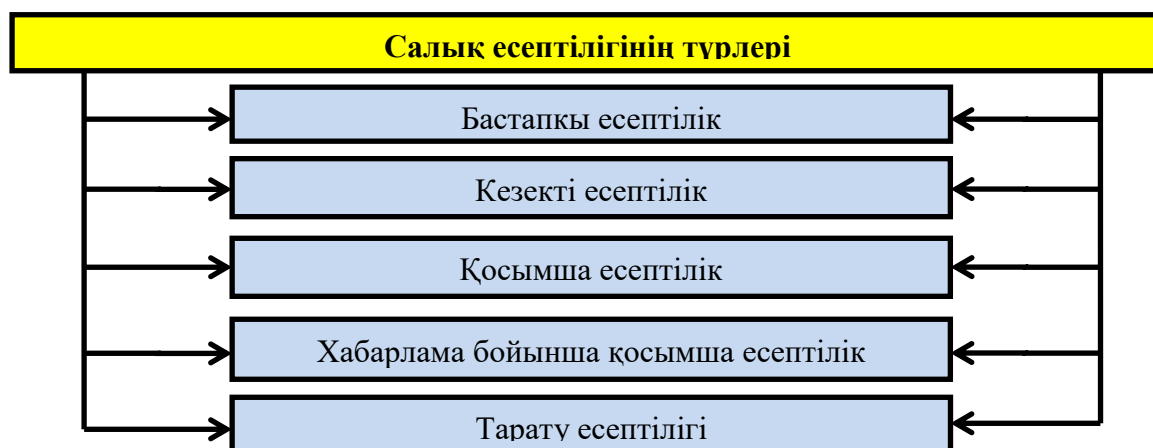 Салық есептілігінің түрлері
Бастапқы есептілік
Кезекті есептілік
Қосымша есептілік
Хабарлама бойынша қосымша есептілік
Тарату есептілігі